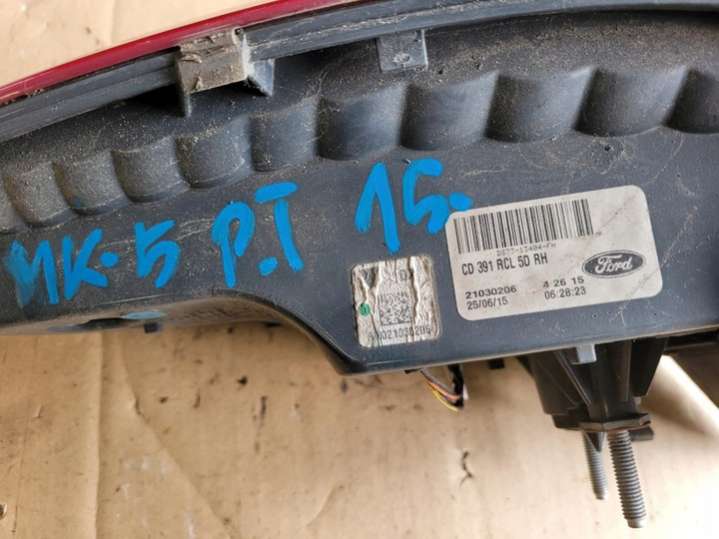 MK-5 P.T 15-
CD 391 RCL 5D RH
Ford
21030206 4 26 15
25/06/15 06:28:23